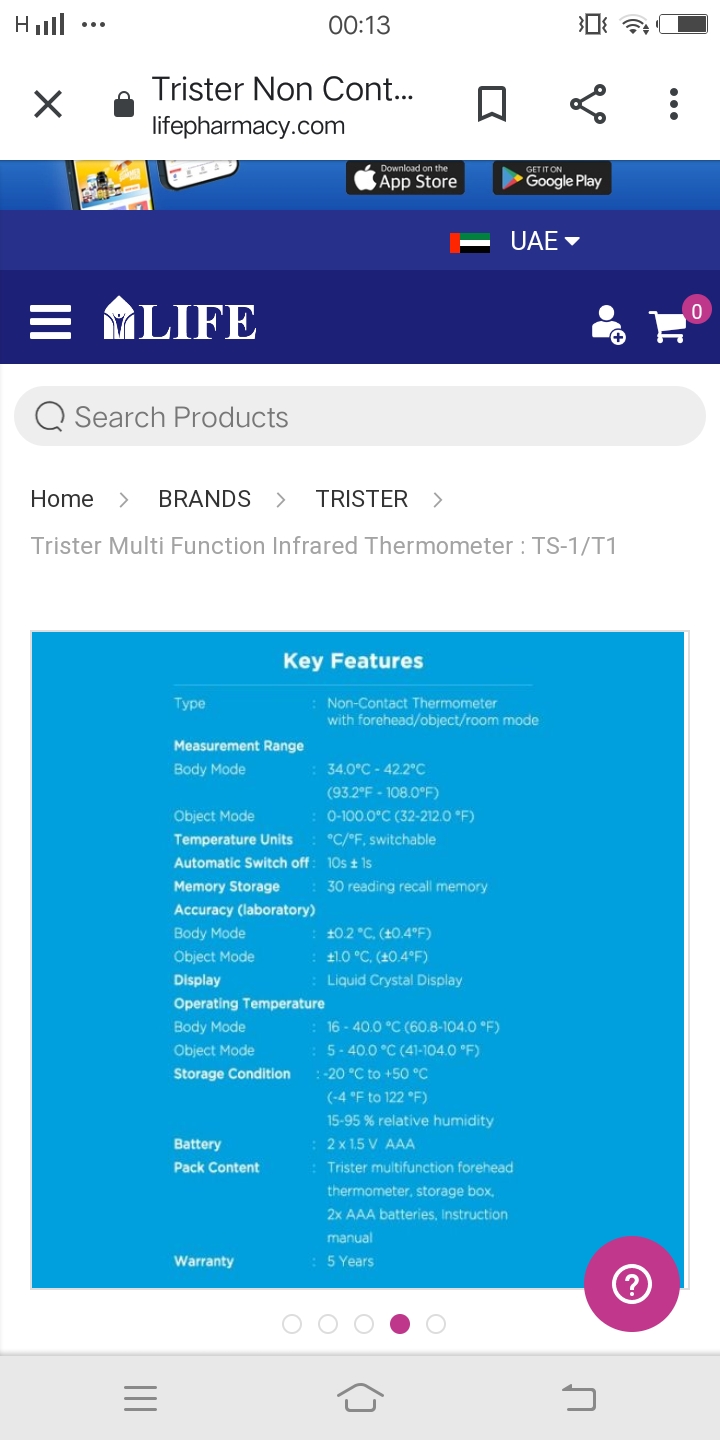 H 00:13
Trister Non Cont...
lifepharmacy.com
Download on the App Store GET IT ON Google Play
UAE
LIFE 0
Search Products
Home > BRANDS > TRISTER >
Trister Multi Function Infrared Thermometer : TS-1/T1
Key Features
Type : Non-Contact Thermometer
with forehead/object/room mode
Measurement Range
Body Mode : 34.0°C - 42.2°C
(93.2°F - 108.0°F)
Object Mode : 0-100.0°C (32-212.0 °F)
Temperature Units : °C/°F, switchable
Automatic Switch off : 10s ± 1s
Memory Storage : 30 reading recall memory
Accuracy (laboratory)
Body Mode : ±0.2 °C, (±0.4°F)
Object Mode : ±1.0 °C, (±0.4°F)
Display : Liquid Crystal Display
Operating Temperature
Body Mode : 16 - 40.0 °C (60.8-104.0 °F)
Object Mode : 5 - 40.0 °C (41-104.0 °F)
Storage Condition : -20 °C to +50 °C
(-4 °F to 122 °F)
15-95 % relative humidity
Battery : 2 x 1.5 V AAA
Pack Content : Trister multifunction forehead
thermometer, storage box,
2x AAA batteries, Instruction
manual
Warranty : 5 Years
?